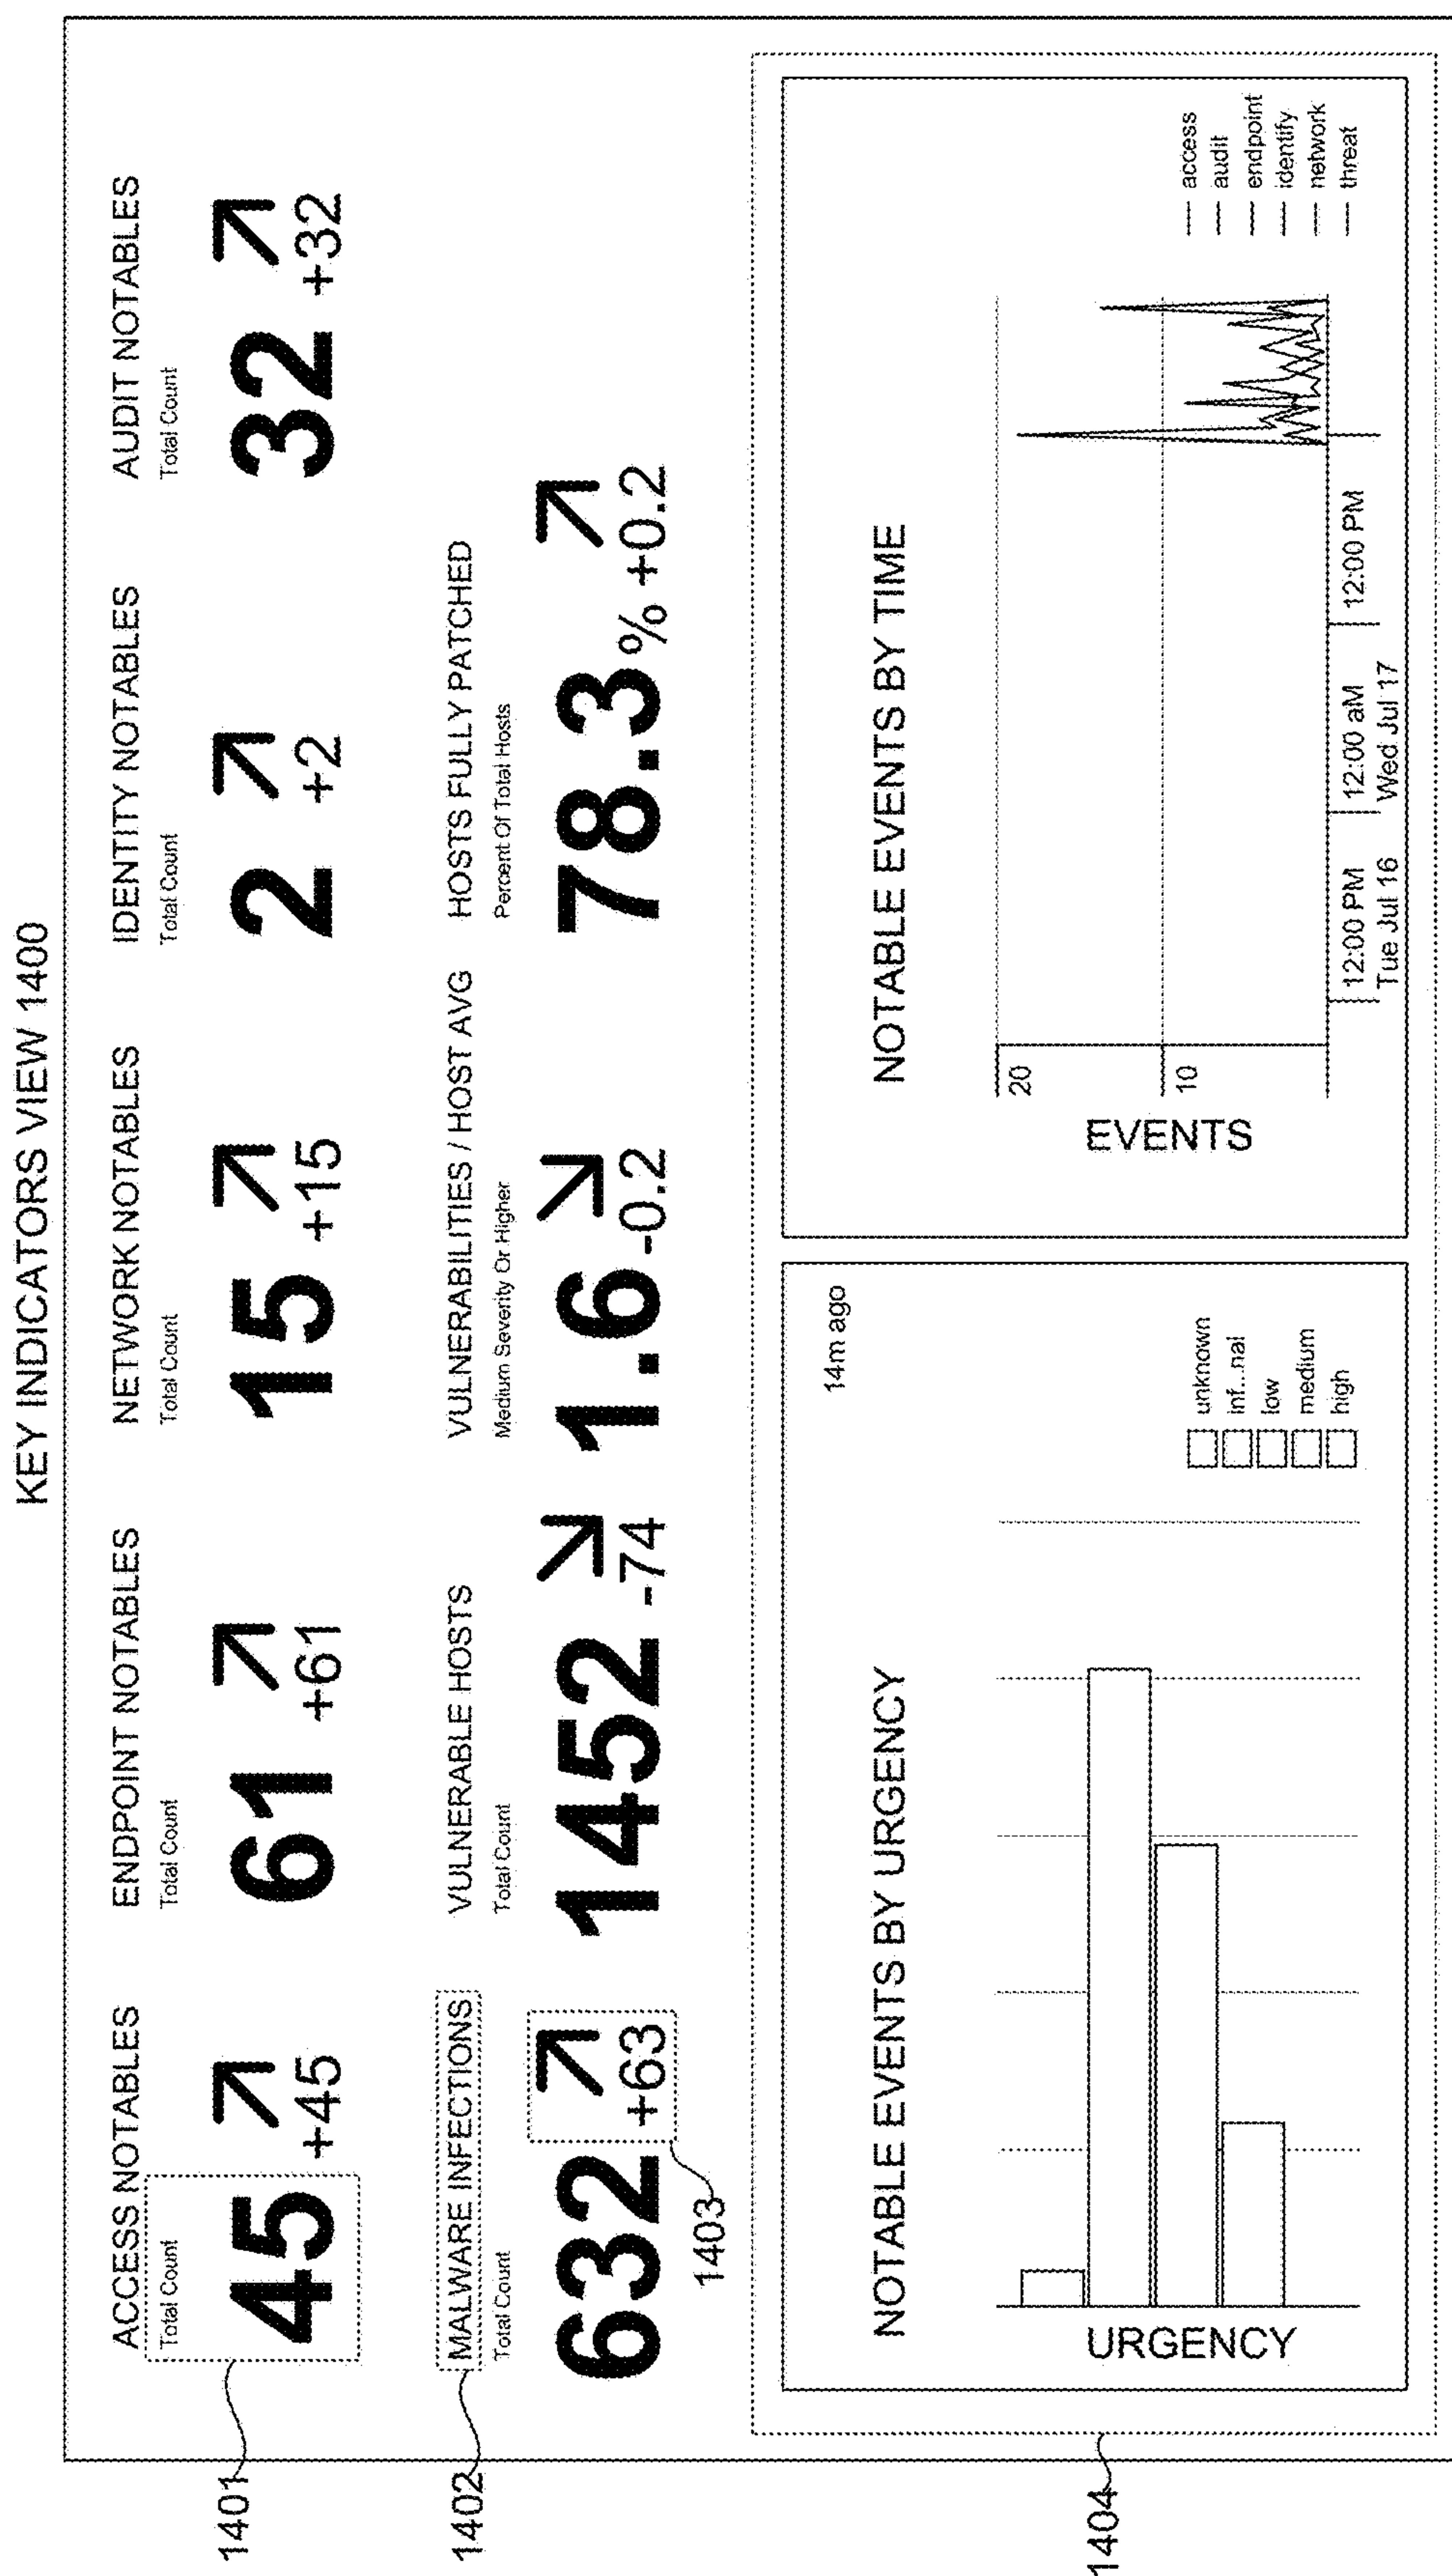 KEY INDICATORS VIEW 1400
ACCESS NOTABLES
Total Count
45 +45
ENDPOINT NOTABLES
Total Count
61 +61
NETWORK NOTABLES
Total Count
15 +15
IDENTITY NOTABLES
Total Count
2 +2
AUDIT NOTABLES
Total Count
32 +32
1401
MALWARE INFECTIONS
Total Count
632 +63
VULNERABLE HOSTS
Total Count
1452 -74
VULNERABILITIES / HOST AVG
Medium Severity Or Higher
1.6 -0.2
HOSTS FULLY PATCHED
Percent Of Total Hosts
78.3% +0.2
1402
1403
14m ago
NOTABLE EVENTS BY URGENCY
URGENCY
unknown
inf...nal
low
medium
high
NOTABLE EVENTS BY TIME
20
10
EVENTS
12:00 PM
Tue Jul 16
12:00 aM
Wed Jul 17
12:00 PM
access
audit
endpoint
identify
network
threat
1404